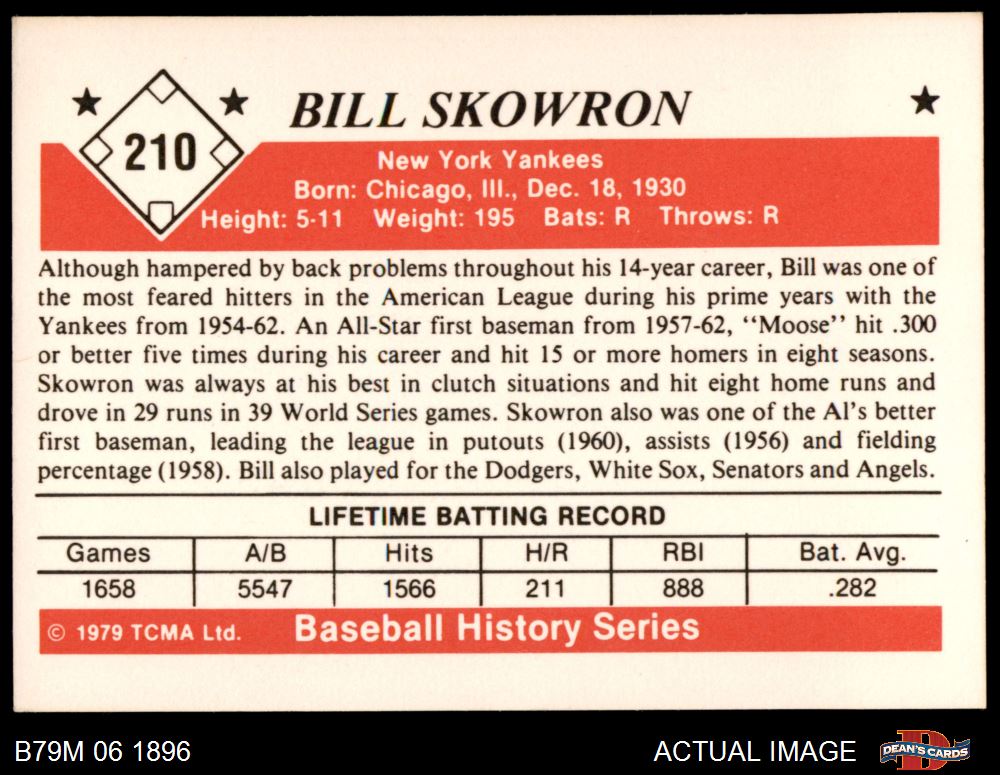 210
BILL SKOWRON
New York Yankees
Born: Chicago, Ill., Dec. 18, 1930
Height: 5-11 Weight: 195 Bats: R Throws: R
Although hampered by back problems throughout his 14-year career, Bill was one of
the most feared hitters in the American League during his prime years with the
Yankees from 1954-62. An All-Star first baseman from 1957-62, “Moose” hit .300
or better five times during his career and hit 15 or more homers in eight seasons.
Skowron was always at his best in clutch situations and hit eight home runs and
drove in 29 runs in 39 World Series games. Skowron also was one of the Al's better
first baseman, leading the league in putouts (1960), assists (1956) and fielding
percentage (1958). Bill also played for the Dodgers, White Sox, Senators and Angels.
LIFETIME BATTING RECORD
Games A/B Hits H/R RBI Bat. Avg.
1658 5547 1566 211 888 .282
© 1979 TCMA Ltd. Baseball History Series
B79M 06 1896 ACTUAL IMAGE DEAN'S CARDS